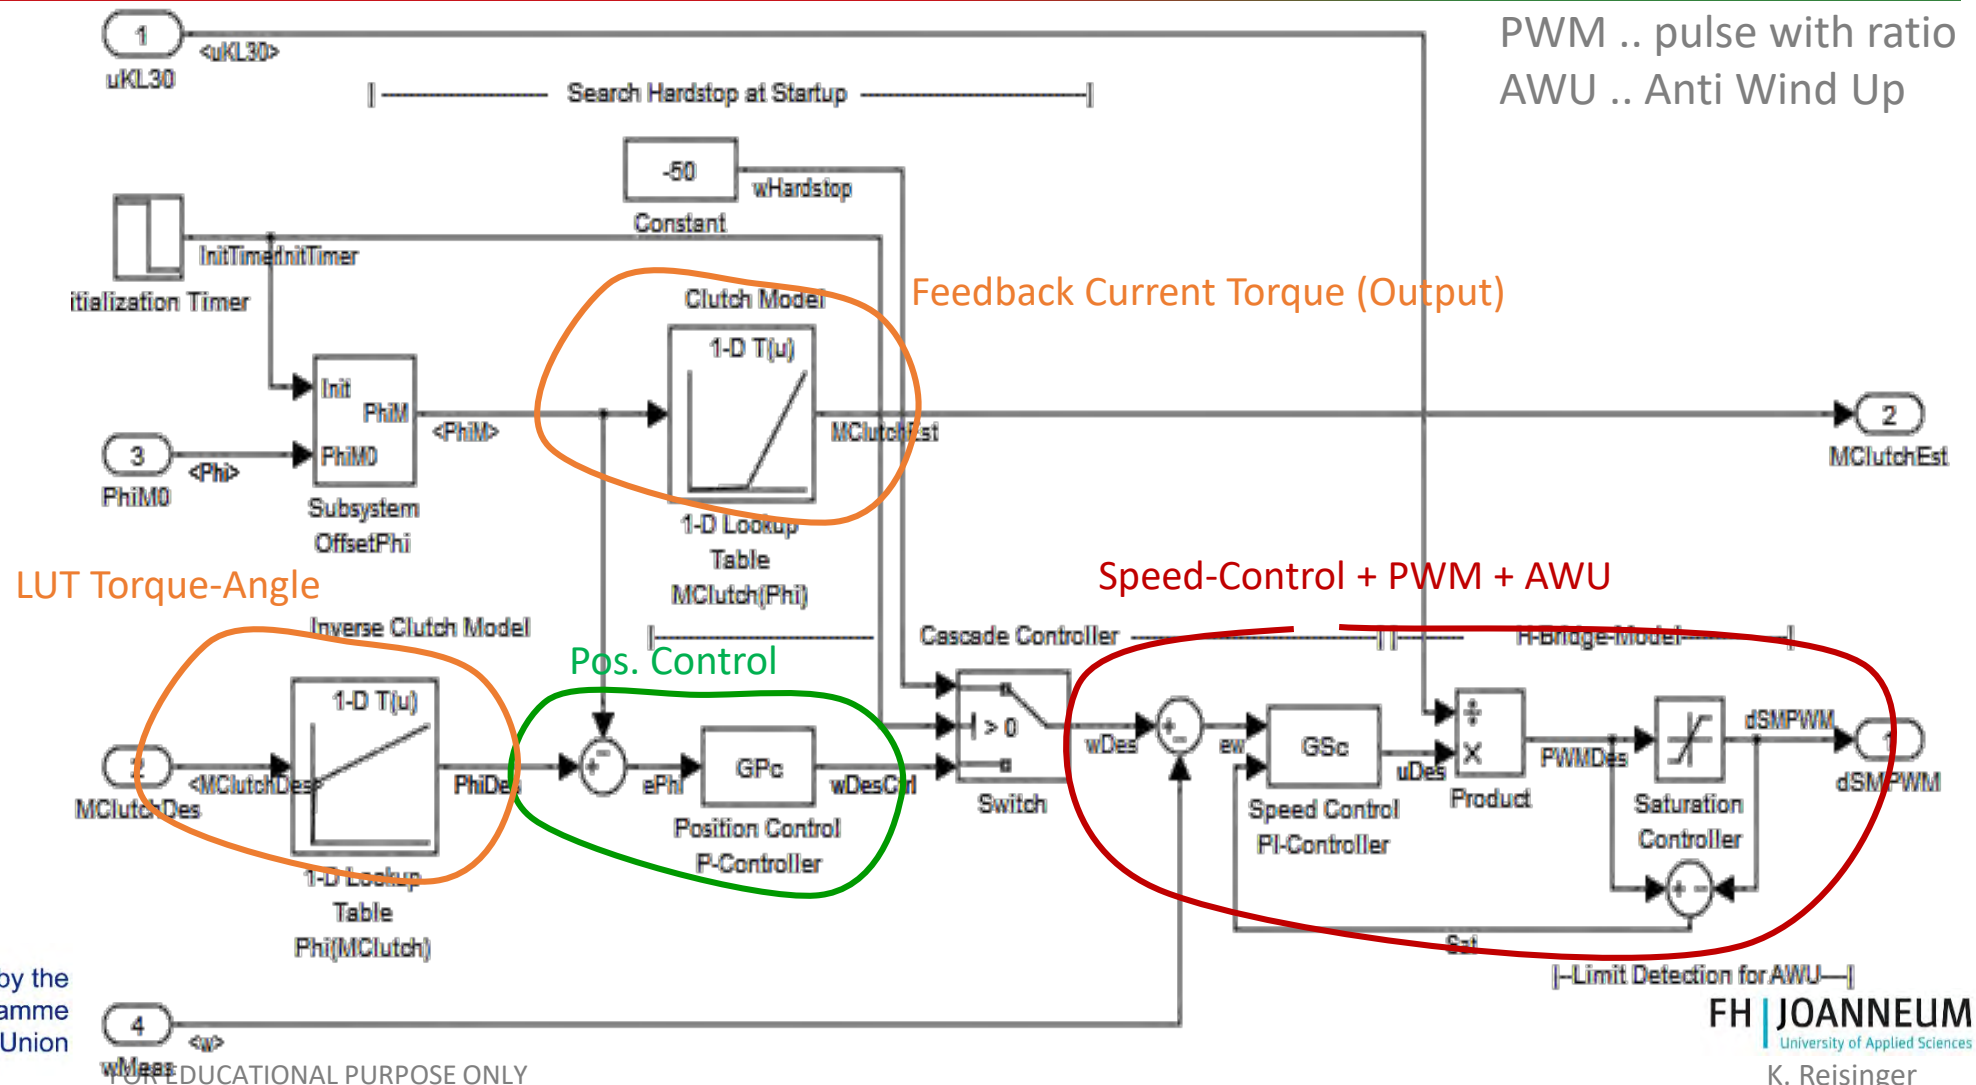 PWM .. pulse with ratio
AWU .. Anti Wind Up
1
<uKL30>
uKL30
|--- Search Hardstop at Startup ---|
-50
wHardstop
Constant
InitTimer
InitTimer
itialization Timer
Clutch Model
Feedback Current Torque (Output)
1-D T(u)
Init
PhiM
PhiM0
<PhiM>
MClutchEst
2
MClutchEst
3
<Phi>
PhiM0
Subsystem
OffsetPhi
1-D Lookup
Table
MClutch(Phi)
LUT Torque-Angle
Speed-Control + PWM + AWU
Inverse Clutch Model
Cascade Controller
H-Bridge-Model
Pos. Control
1-D T(u)
2
<MClutchDes>
MClutchDes
PhiDes
+
-
ePhi
GPc
wDesCtrl
Position Control
P-Controller
> 0
Switch
wDes
+
-
ew
GSc
uDes
Speed Control
PI-Controller
÷
×
Product
PWMDes
Saturation
Controller
dSMPWM
1
dSMPWM
+ -
Sat
|--Limit Detection for AWU---|
1-D Lookup
Table
Phi(MClutch)
by the
amme
Union
4
<w>
wMeas
FOR EDUCATIONAL PURPOSE ONLY
FH JOANNEUM
University of Applied Sciences
K. Reisinger